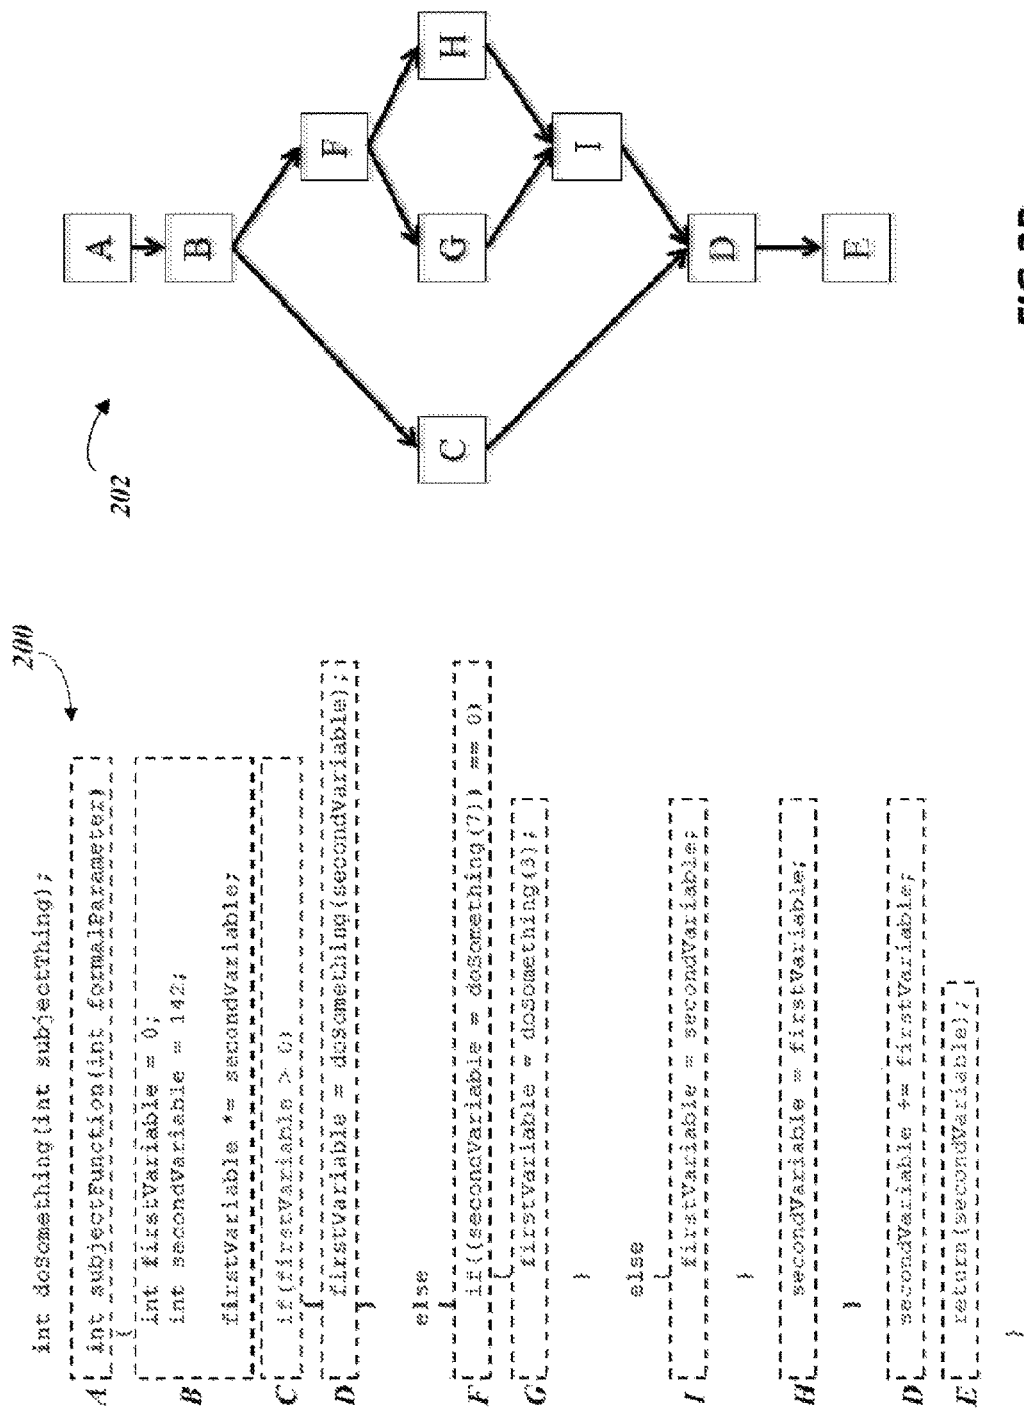 200
int doSomething(int subjectThing);
A int subjectFunction(int formalParameter)
{
B int firstVariable = 0;
int secondVariable = 142;
firstVariable *= secondVariable;
C if(firstVariable > 0)
{
D firstVariable = doSomething(secondVariable);
}
else
{
F if((secondVariable = doSomething(7)) == 0)
{
G firstVariable = doSomething(3);
}
else
{
I firstVariable = secondVariable;
}
H secondVariable = firstVariable;
}
D secondVariable += firstVariable;
E return(secondVariable);
}
202
A
B
F
C
G
H
I
D
E